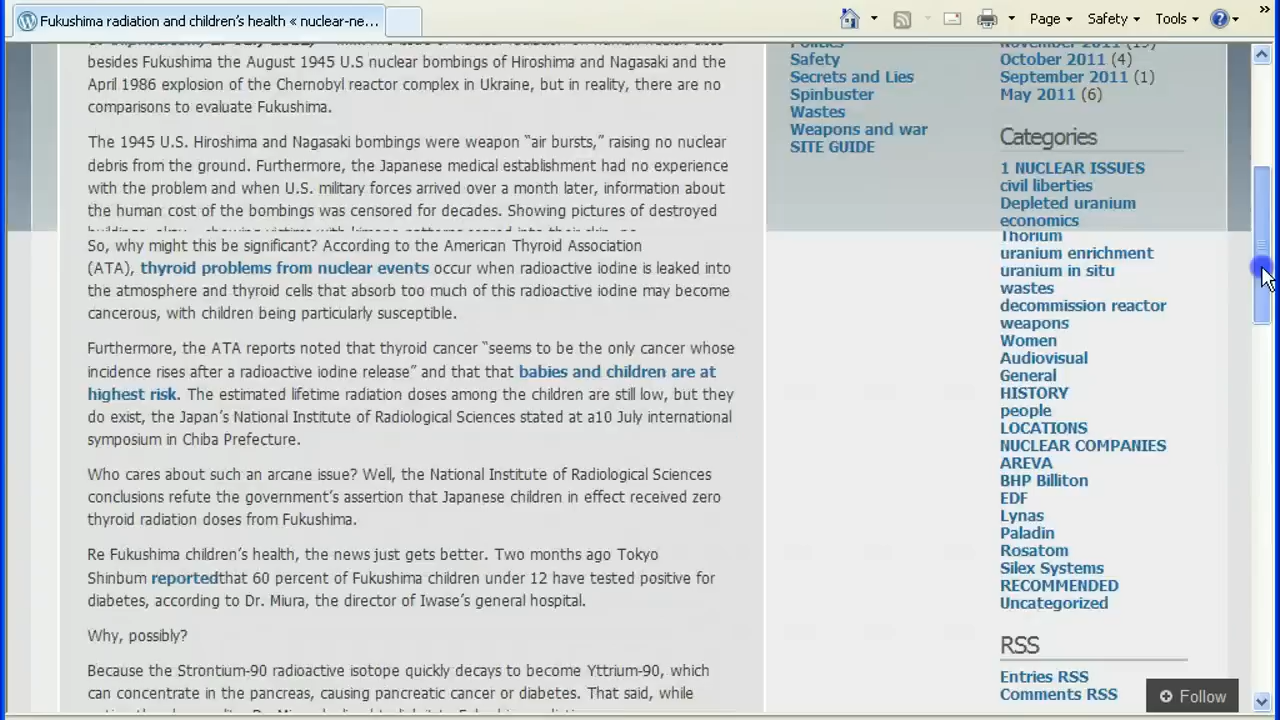 Fukushima radiation and children's health « nuclear-ne...
Page
Safety
Tools
besides Fukushima the August 1945 U.S nuclear bombings of Hiroshima and Nagasaki and the
April 1986 explosion of the Chernobyl reactor complex in Ukraine, but in reality, there are no
comparisons to evaluate Fukushima.
The 1945 U.S. Hiroshima and Nagasaki bombings were weapon “air bursts,” raising no nuclear
debris from the ground. Furthermore, the Japanese medical establishment had no experience
with the problem and when U.S. military forces arrived over a month later, information about
the human cost of the bombings was censored for decades. Showing pictures of destroyed
So, why might this be significant? According to the American Thyroid Association
(ATA), thyroid problems from nuclear events occur when radioactive iodine is leaked into
the atmosphere and thyroid cells that absorb too much of this radioactive iodine may become
cancerous, with children being particularly susceptible.
Furthermore, the ATA reports noted that thyroid cancer “seems to be the only cancer whose
incidence rises after a radioactive iodine release” and that that babies and children are at
highest risk. The estimated lifetime radiation doses among the children are still low, but they
do exist, the Japan’s National Institute of Radiological Sciences stated at a10 July international
symposium in Chiba Prefecture.
Who cares about such an arcane issue? Well, the National Institute of Radiological Sciences
conclusions refute the government’s assertion that Japanese children in effect received zero
thyroid radiation doses from Fukushima.
Re Fukushima children’s health, the news just gets better. Two months ago Tokyo
Shinbum reportedthat 60 percent of Fukushima children under 12 have tested positive for
diabetes, according to Dr. Miura, the director of Iwase’s general hospital.
Why, possibly?
Because the Strontium-90 radioactive isotope quickly decays to become Yttrium-90, which
can concentrate in the pancreas, causing pancreatic cancer or diabetes. That said, while
Politics
Safety
Secrets and Lies
Spinbuster
Wastes
Weapons and war
SITE GUIDE
November 2011 (19)
October 2011 (4)
September 2011 (1)
May 2011 (6)
Categories
1 NUCLEAR ISSUES
civil liberties
Depleted uranium
economics
Thorium
uranium enrichment
uranium in situ
wastes
decommission reactor
weapons
Women
Audiovisual
General
HISTORY
people
LOCATIONS
NUCLEAR COMPANIES
AREVA
BHP Billiton
EDF
Lynas
Paladin
Rosatom
Silex Systems
RECOMMENDED
Uncategorized
RSS
Entries RSS
Comments RSS
Follow